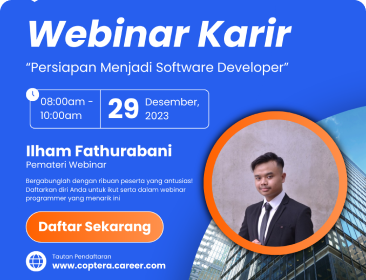 Webinar Karir
“Persiapan Menjadi Software Developer”
08:00am -
10:00am
29
Desember,
2023
Ilham Fathurabani
Pemateri Webinar
Bergabunglah dengan ribuan peserta yang antusias!
Daftarkan diri Anda untuk ikut serta dalam webinar
programmer yang menarik ini
Daftar Sekarang
Tautan Pendaftaran
www.coptera.career.com